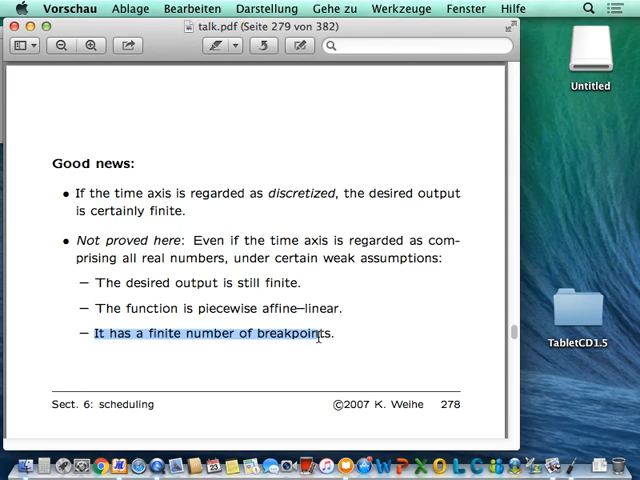 Vorschau Ablage Bearbeiten Darstellung Gehe zu Werkzeuge Fenster Hilfe
talk.pdf (Seite 279 von 382)
Untitled
Good news:
• If the time axis is regarded as discretized, the desired output
is certainly finite.
• Not proved here: Even if the time axis is regarded as com-
prising all real numbers, under certain weak assumptions:
– The desired output is still finite.
– The function is piecewise affine–linear.
– It has a finite number of breakpoints.
TabletCD1.5
Sect. 6: scheduling ©2007 K. Weihe 278